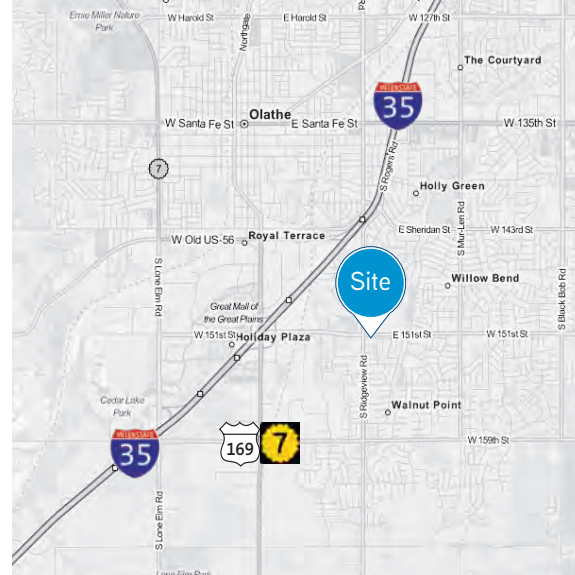 Ernie Miller Nature
Park
W Harold St
E Harold St
W 127th St
Northgate
Rd
The Courtyard
INTERSTATE
35
Olathe
W Santa Fe St
E Santa Fe St
W 135th St
7
S Rogers Rd
Holly Green
S Mur-Len Rd
E Sheridan St
W 143rd St
W Old US-56
Royal Terrace
S Lone Elm Rd
Site
Willow Bend
S Black Bob Rd
Great Mall of
the Great Plains
W 151st St
Holiday Plaza
E 151st St
W 151st St
S Ridgeview Rd
Cedar Lake
Park
Walnut Point
INTERSTATE
35
169
7
W 159th St
S Lone Elm Rd
Lone Elm Park